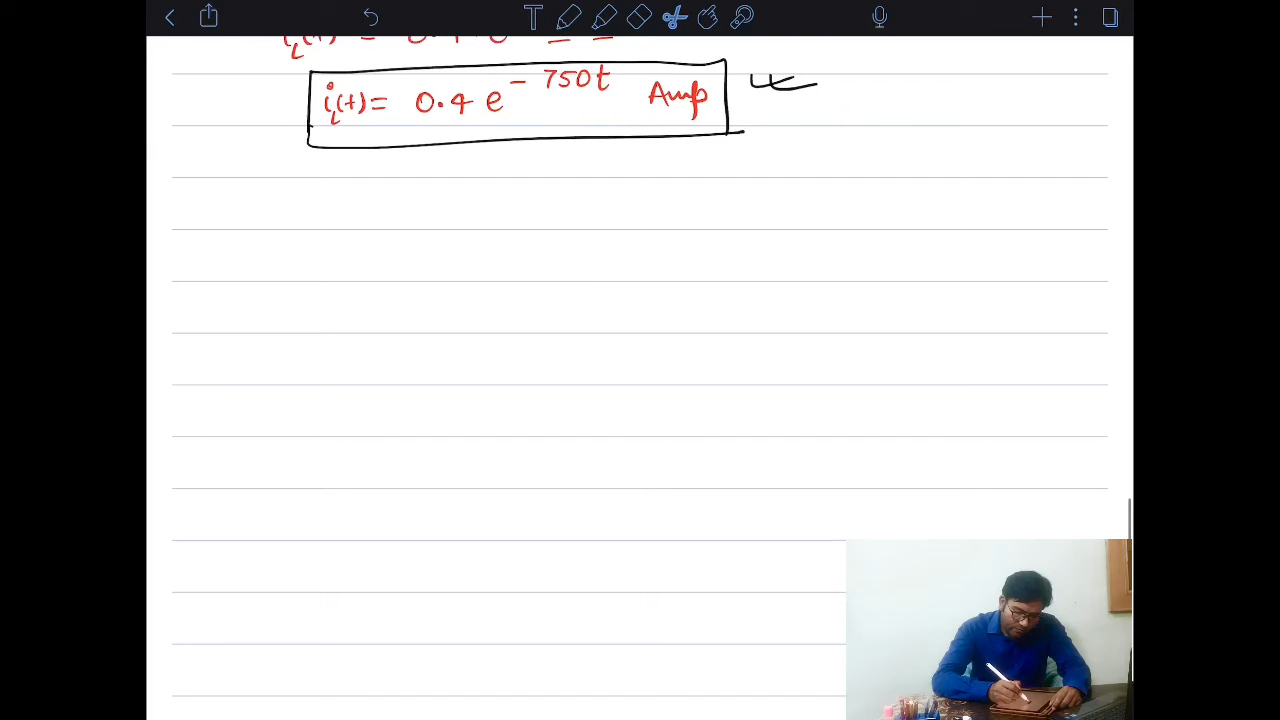 i_L(t) = 0.4 e^{-750t} Amp